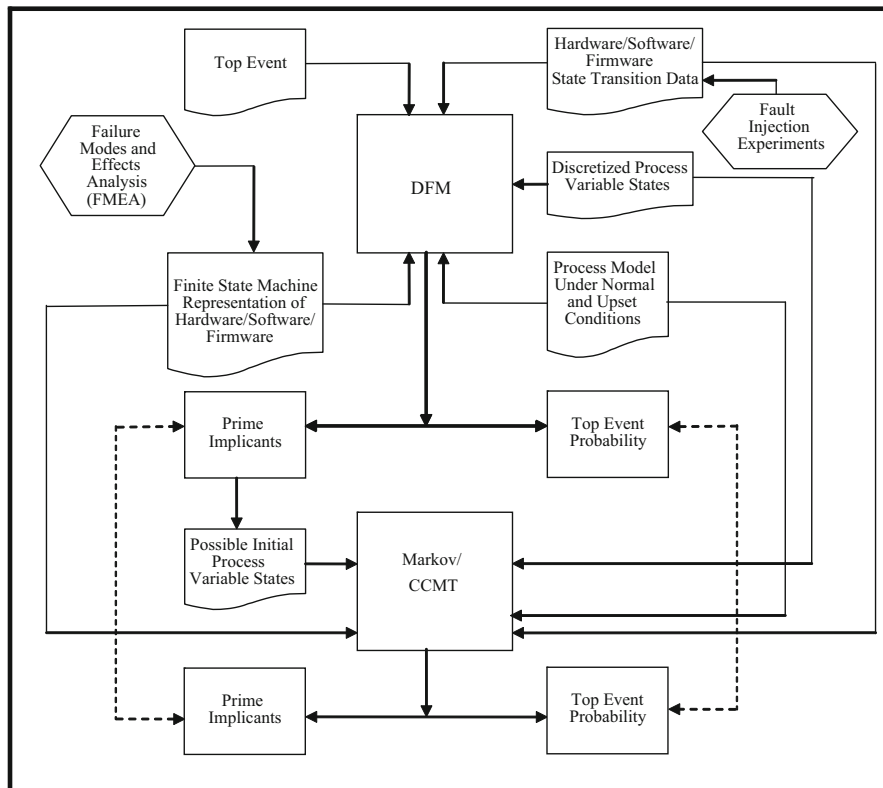 Top Event
Hardware/Software/
Firmware
State Transition Data
Failure
Modes and
Effects
Analysis
(FMEA)
Fault
Injection
Experiments
DFM
Discretized Process
Variable States
Finite State Machine
Representation of
Hardware/Software/
Firmware
Process Model
Under Normal
and Upset
Conditions
Prime
Implicants
Top Event
Probability
Possible Initial
Process
Variable States
Markov/
CCMT
Prime
Implicants
Top Event
Probability